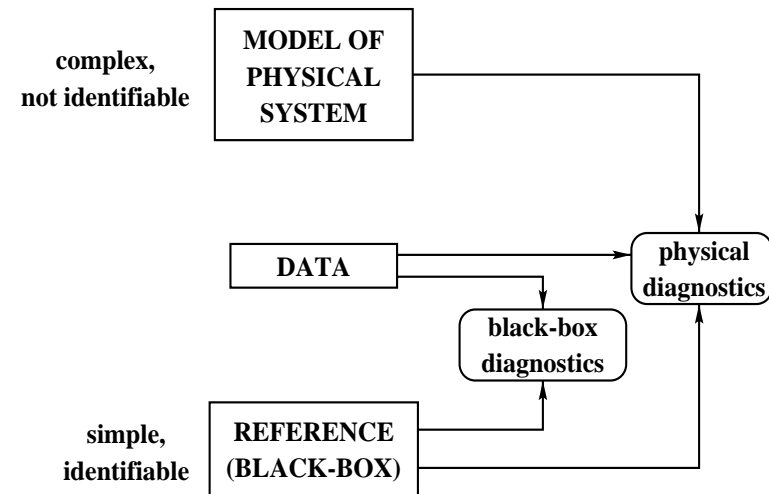 complex,
not identifiable
MODEL OF
PHYSICAL
SYSTEM
DATA
physical
diagnostics
black-box
diagnostics
simple,
identifiable
REFERENCE
(BLACK-BOX)